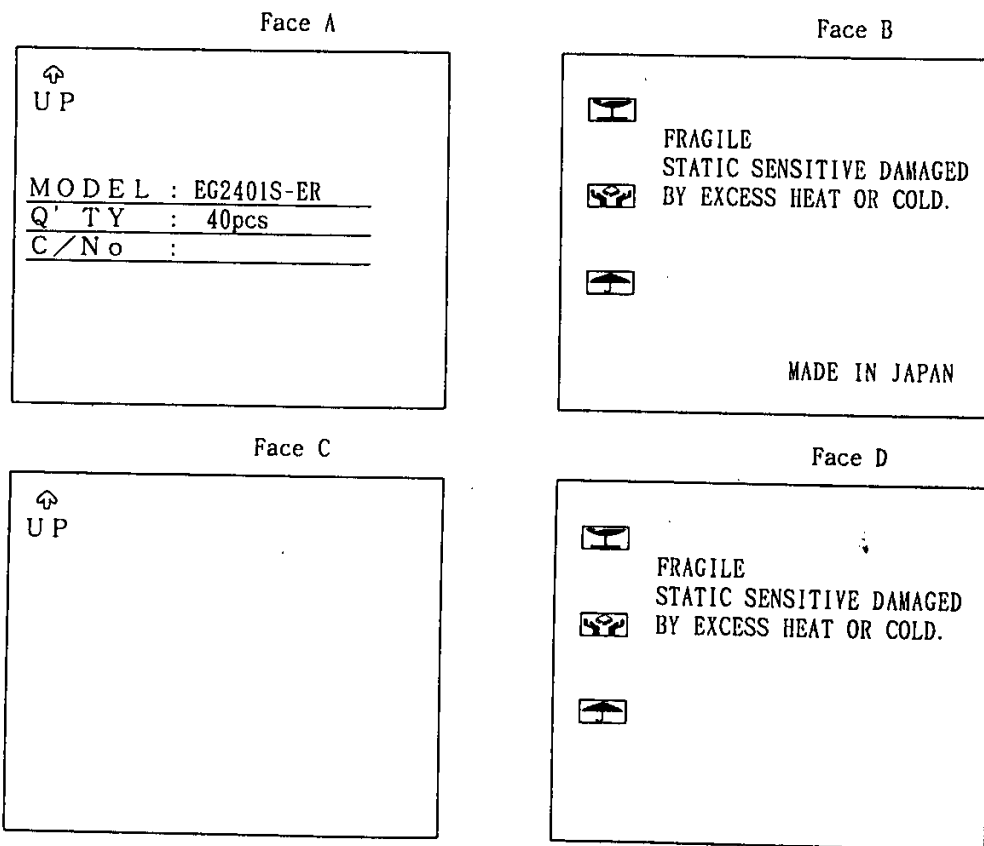 Face A
UP
MODEL : EG2401S-ER
Q'TY : 40pcs
C/No :
Face B
FRAGILE
STATIC SENSITIVE DAMAGED
BY EXCESS HEAT OR COLD.
MADE IN JAPAN
Face C
UP
Face D
FRAGILE
STATIC SENSITIVE DAMAGED
BY EXCESS HEAT OR COLD.